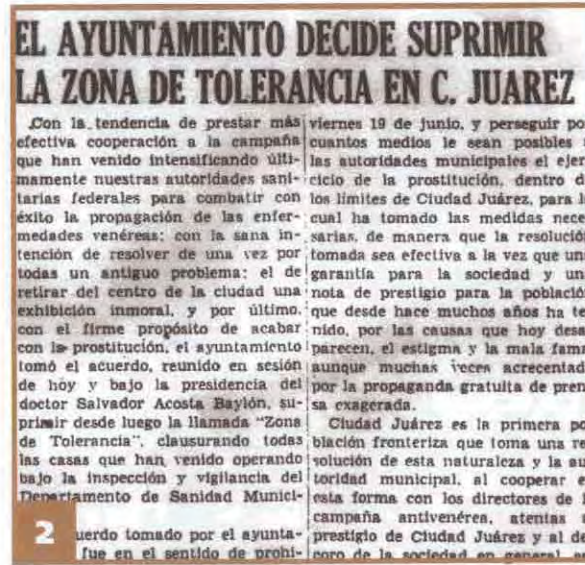 EL AYUNTAMIENTO DECIDE SUPRIMIR
LA ZONA DE TOLERANCIA EN C. JUAREZ
Con la tendencia de prestar más
efectiva cooperación a la campaña
que han venido intensificando últi-
mamente nuestras autoridades sani-
tarias federales para combatir con
éxito la propagación de las enfer-
medades venéreas; con la sana in-
tención de resolver de una vez por
todas un antiguo problema; el de
retirar del centro de la ciudad una
exhibición inmoral, y por último,
con el firme propósito de acabar
con la prostitución, el ayuntamiento
tomó el acuerdo, reunido en sesión
de hoy y bajo la presidencia del
doctor Salvador Acosta Baylón, su-
primir desde luego la llamada "Zona
de Tolerancia", clausurando todas
las casas que han venido operando
bajo la inspección y vigilancia del
Departamento de Sanidad Munici-
uerdo tomado por el ayunta-
fue en el sentido de prohi-
viernes 19 de junio, y perseguir po
cuantos medios le sean posibles
las autoridades municipales el ejer
cicio de la prostitución, dentro d
los límites de Ciudad Juárez, para l
cual ha tomado las medidas nece
sarias, de manera que la resolución
tomada sea efectiva a la vez que un
garantía para la sociedad y un
nota de prestigio para la población
que desde hace muchos años ha te
nido, por las causas que hoy desa
parecen, el estigma y la mala fama
aunque muchas veces acrecentad
por la propaganda gratuita de pren
sa exagerada.
Ciudad Juárez es la primera po
blación fronteriza que toma una re
solución de esta naturaleza y la au
toridad municipal, al cooperar e
esta forma con los directores de
campaña antivenérea, atenías
prestigio de Ciudad Juárez y al de
coro de la sociedad en general
2